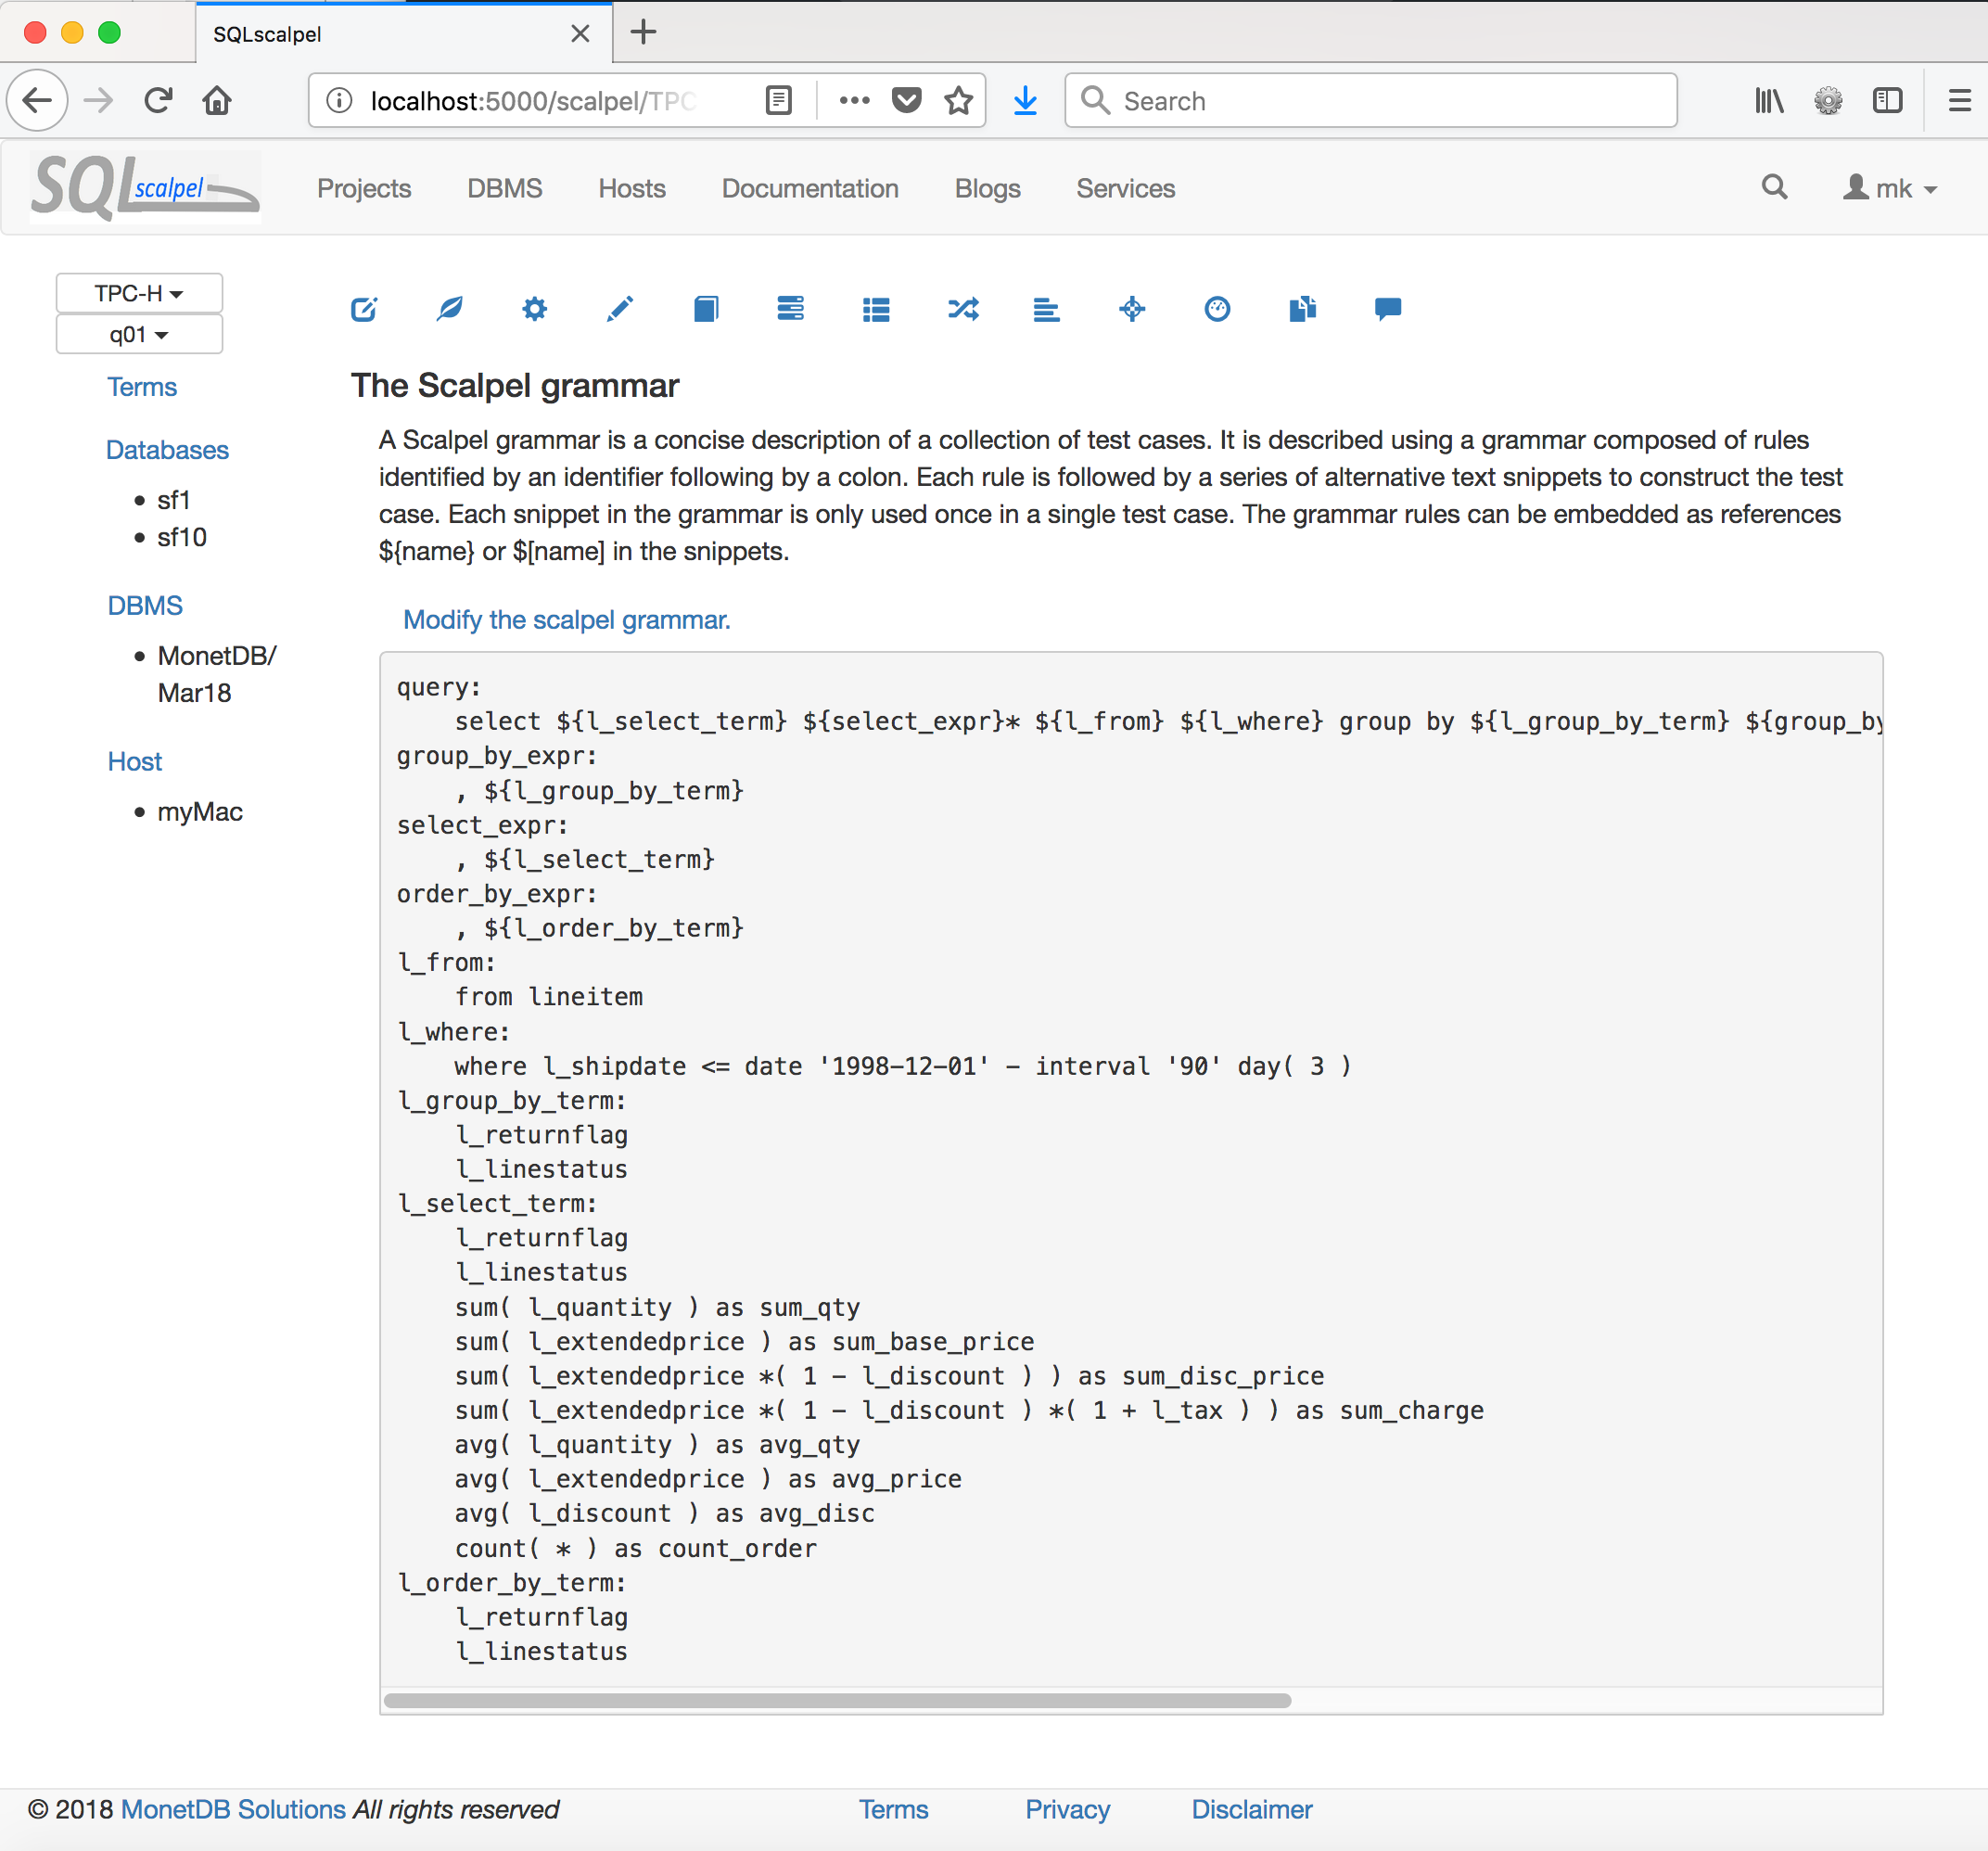 SQLscalpel
localhost:5000/scalpel/TPC
Search
SQL scalpel
Projects DBMS Hosts Documentation Blogs Services mk
TPC-H
q01
Terms
Databases
sf1
sf10
DBMS
MonetDB/
Mar18
Host
myMac
The Scalpel grammar
A Scalpel grammar is a concise description of a collection of test cases. It is described using a grammar composed of rules
identified by an identifier following by a colon. Each rule is followed by a series of alternative text snippets to construct the test
case. Each snippet in the grammar is only used once in a single test case. The grammar rules can be embedded as references
${name} or $[name] in the snippets.
Modify the scalpel grammar.
query:
    select ${l_select_term} ${select_expr}* ${l_from} ${l_where} group by ${l_group_by_term} ${group_by
group_by_expr:
    , ${l_group_by_term}
select_expr:
    , ${l_select_term}
order_by_expr:
    , ${l_order_by_term}
l_from:
    from lineitem
l_where:
    where l_shipdate <= date '1998-12-01' - interval '90' day( 3 )
l_group_by_term:
    l_returnflag
    l_linestatus
l_select_term:
    l_returnflag
    l_linestatus
    sum( l_quantity ) as sum_qty
    sum( l_extendedprice ) as sum_base_price
    sum( l_extendedprice *( 1 - l_discount ) ) as sum_disc_price
    sum( l_extendedprice *( 1 - l_discount ) *( 1 + l_tax ) ) as sum_charge
    avg( l_quantity ) as avg_qty
    avg( l_extendedprice ) as avg_price
    avg( l_discount ) as avg_disc
    count( * ) as count_order
l_order_by_term:
    l_returnflag
    l_linestatus
© 2018 MonetDB Solutions All rights reserved Terms Privacy Disclaimer